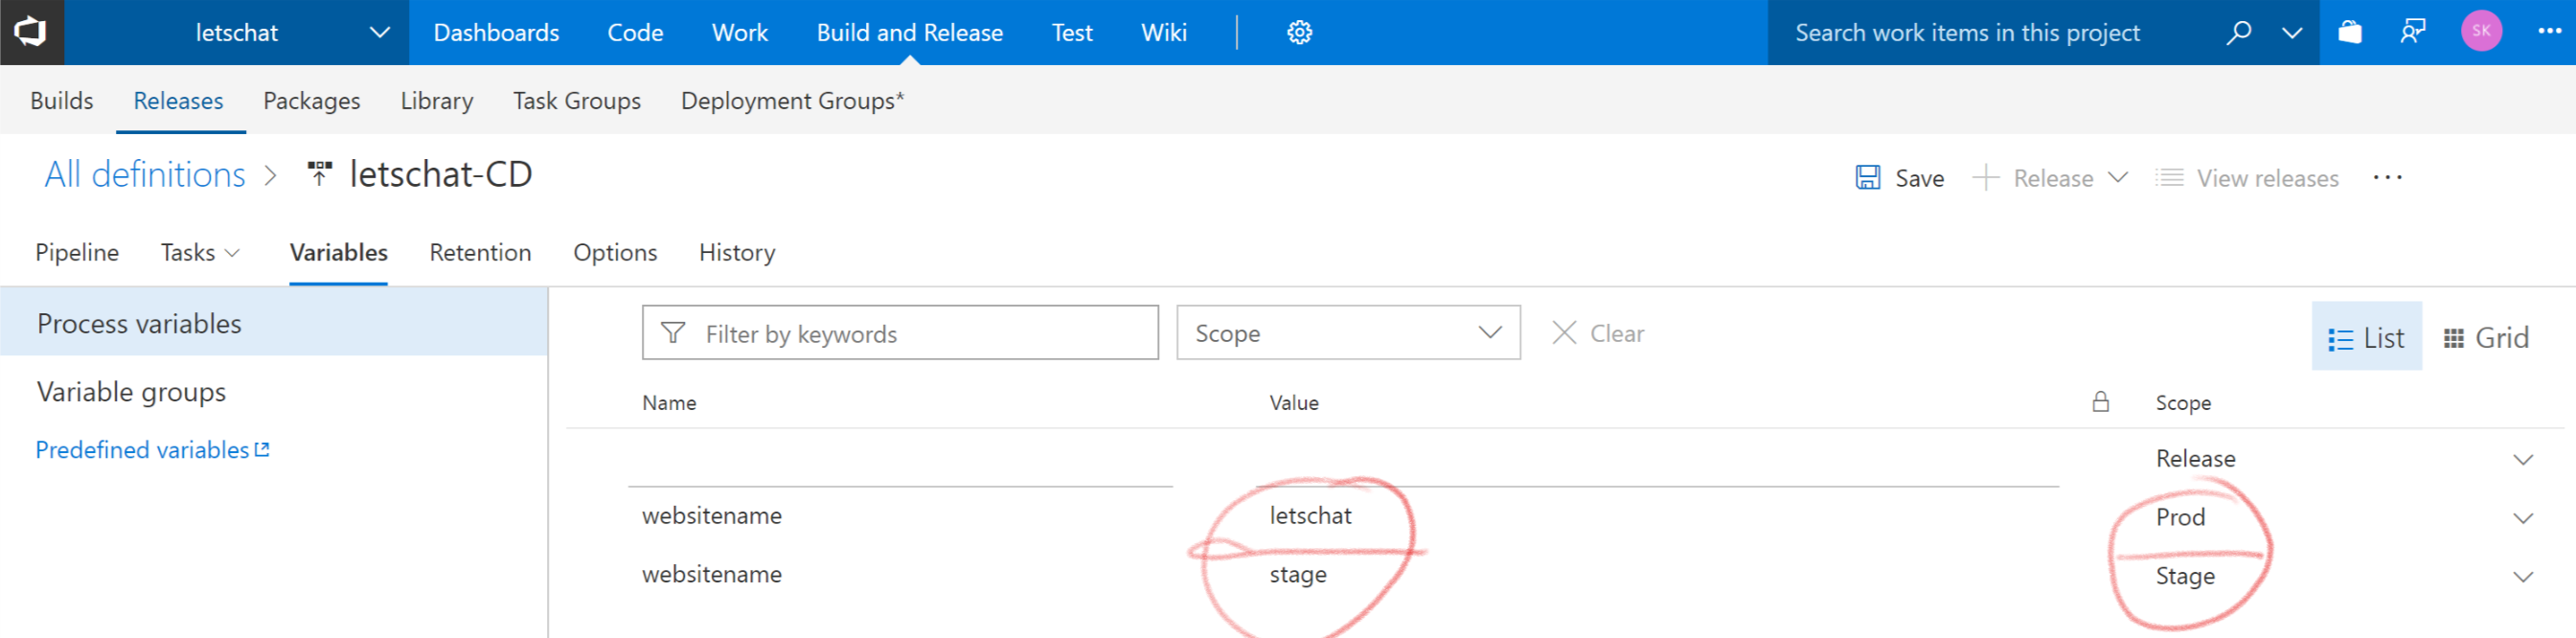 letschat Dashboards Code Work Build and Release Test Wiki Search work items in this project SK
Builds Releases Packages Library Task Groups Deployment Groups*
All definitions > letschat-CD Save Release View releases ...
Pipeline Tasks Variables Retention Options History
Process variables
Variable groups
Predefined variables
Filter by keywords Scope Clear List Grid
Name Value Scope
Release
websitename letschat Prod
websitename stage Stage